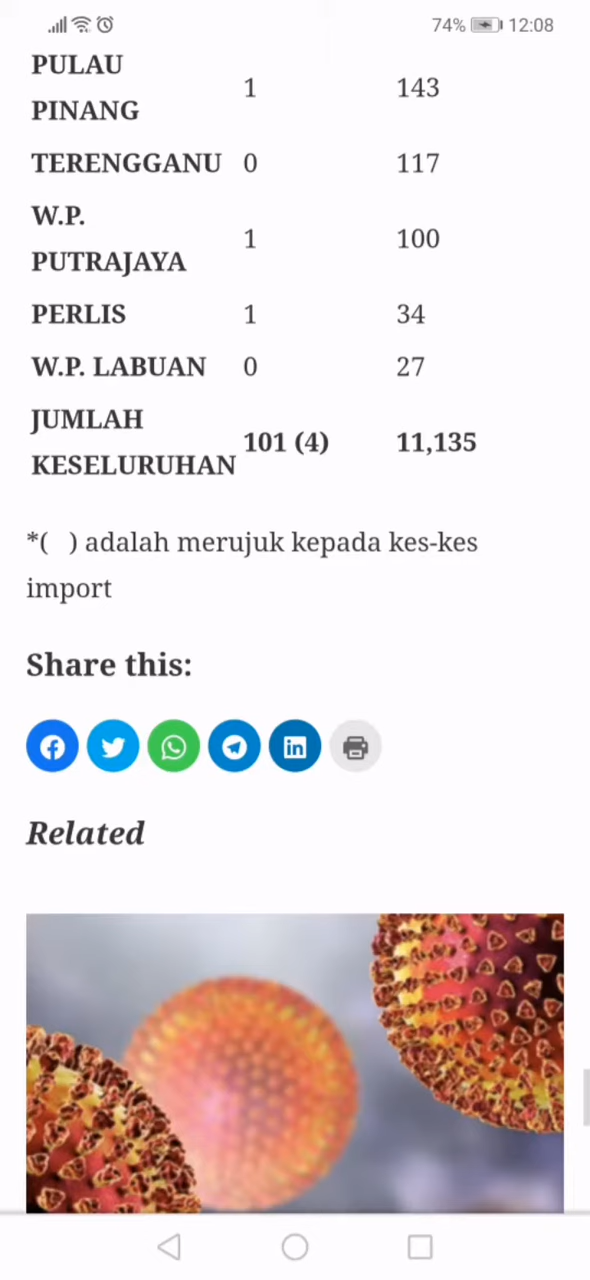 74% 12:08
PULAU
PINANG 1 143
TERENGGANU 0 117
W.P.
PUTRAJAYA 1 100
PERLIS 1 34
W.P. LABUAN 0 27
JUMLAH
KESELURUHAN 101 (4) 11,135
*( ) adalah merujuk kepada kes-kes
import
Share this:
in
Related